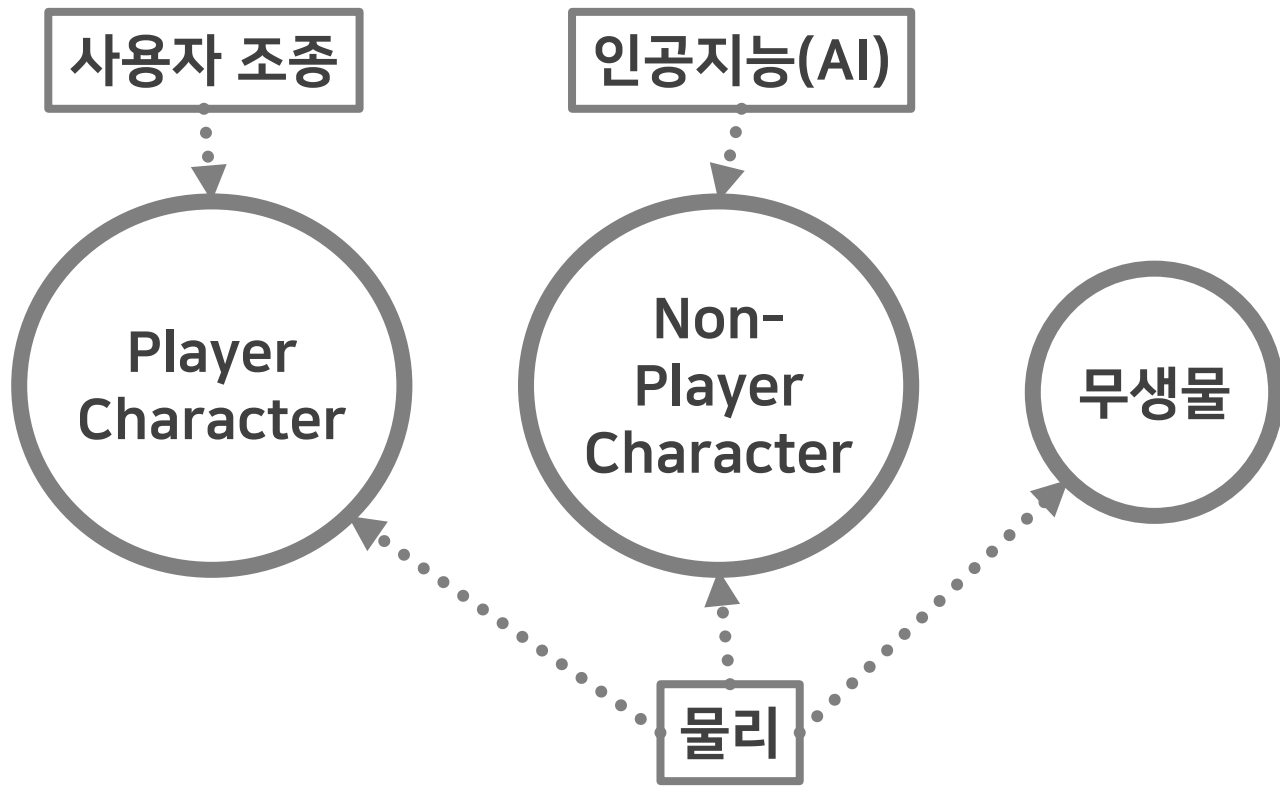 사용자 조종
인공지능(AI)
Player
Character
Non-
Player
Character
무생물
물리